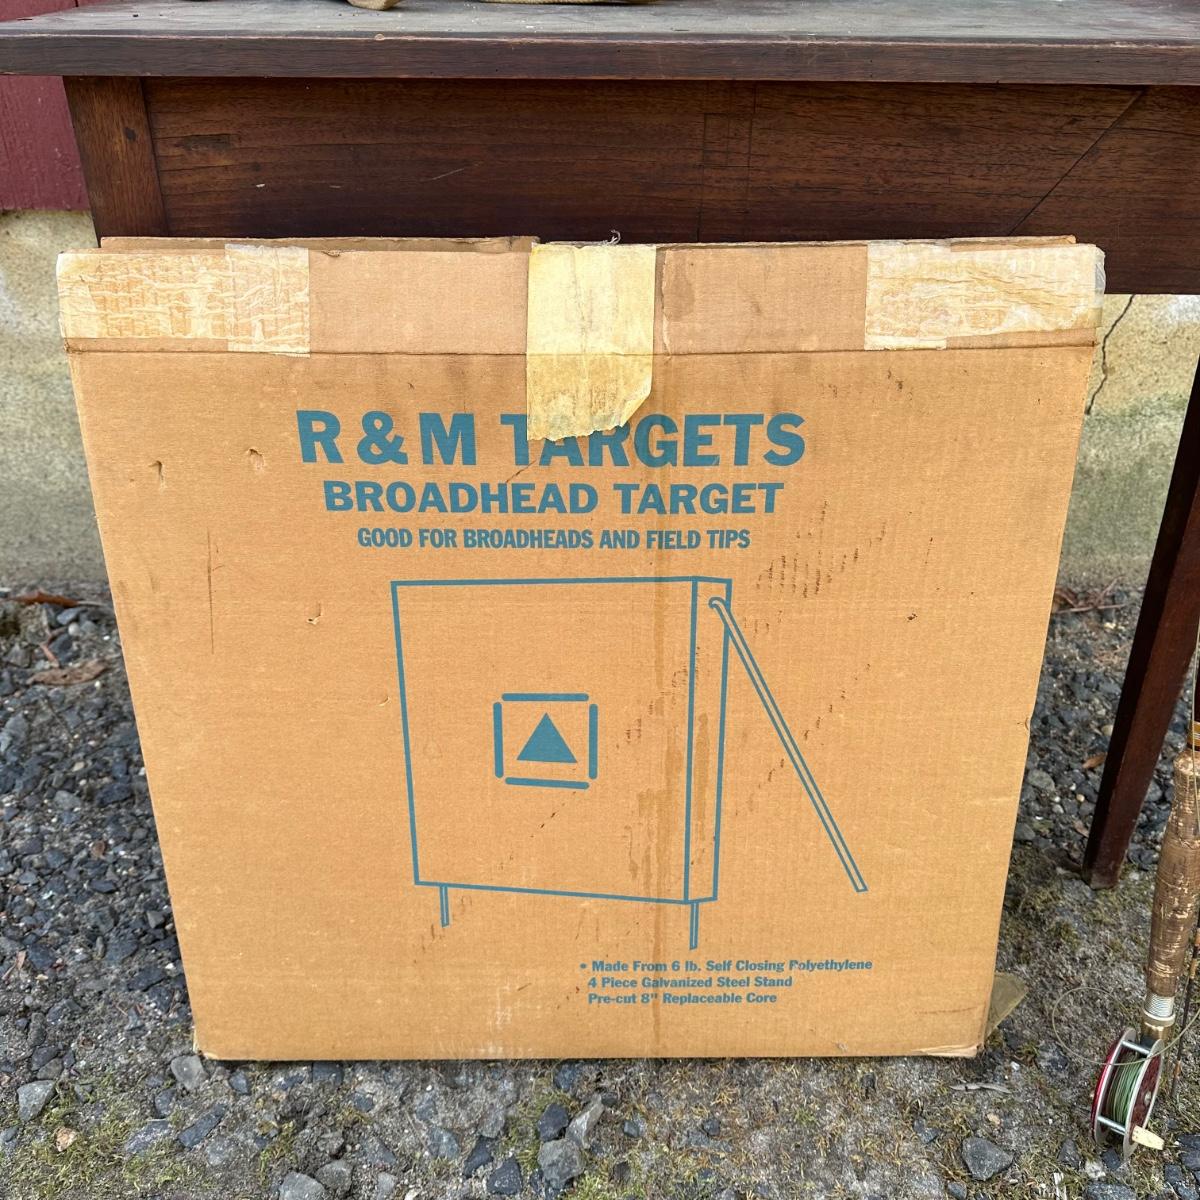 R & M TARGETS
BROADHEAD TARGET
GOOD FOR BROADHEADS AND FIELD TIPS
• Made From 6 lb. Self Closing Polyethylene
4 Piece Galvanized Steel Stand
Pre-cut 8" Replaceable Core